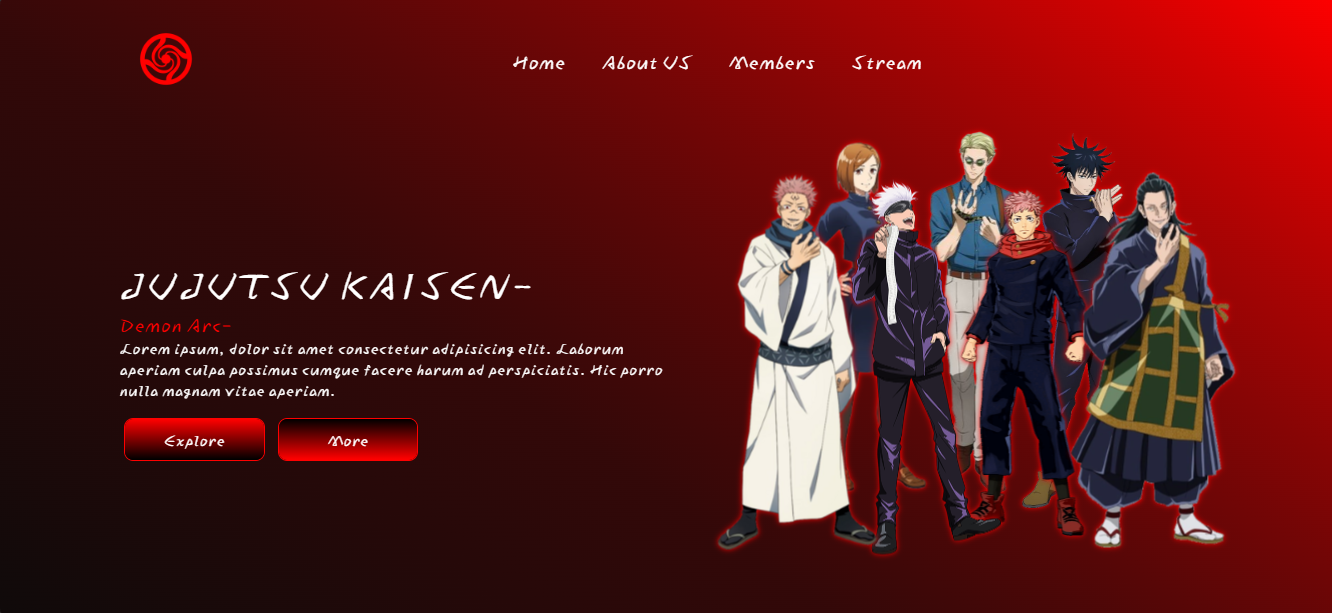 Home About US Members Stream
JUJUTSU KAISEN-
Demon Arc-
Lorem ipsum, dolor sit amet consectetur adipisicing elit. Laborum
aperiam culpa possimus cumque facere harum ad perspiciatis. Hic porro
nulla magnam vitae aperiam.
Explore More